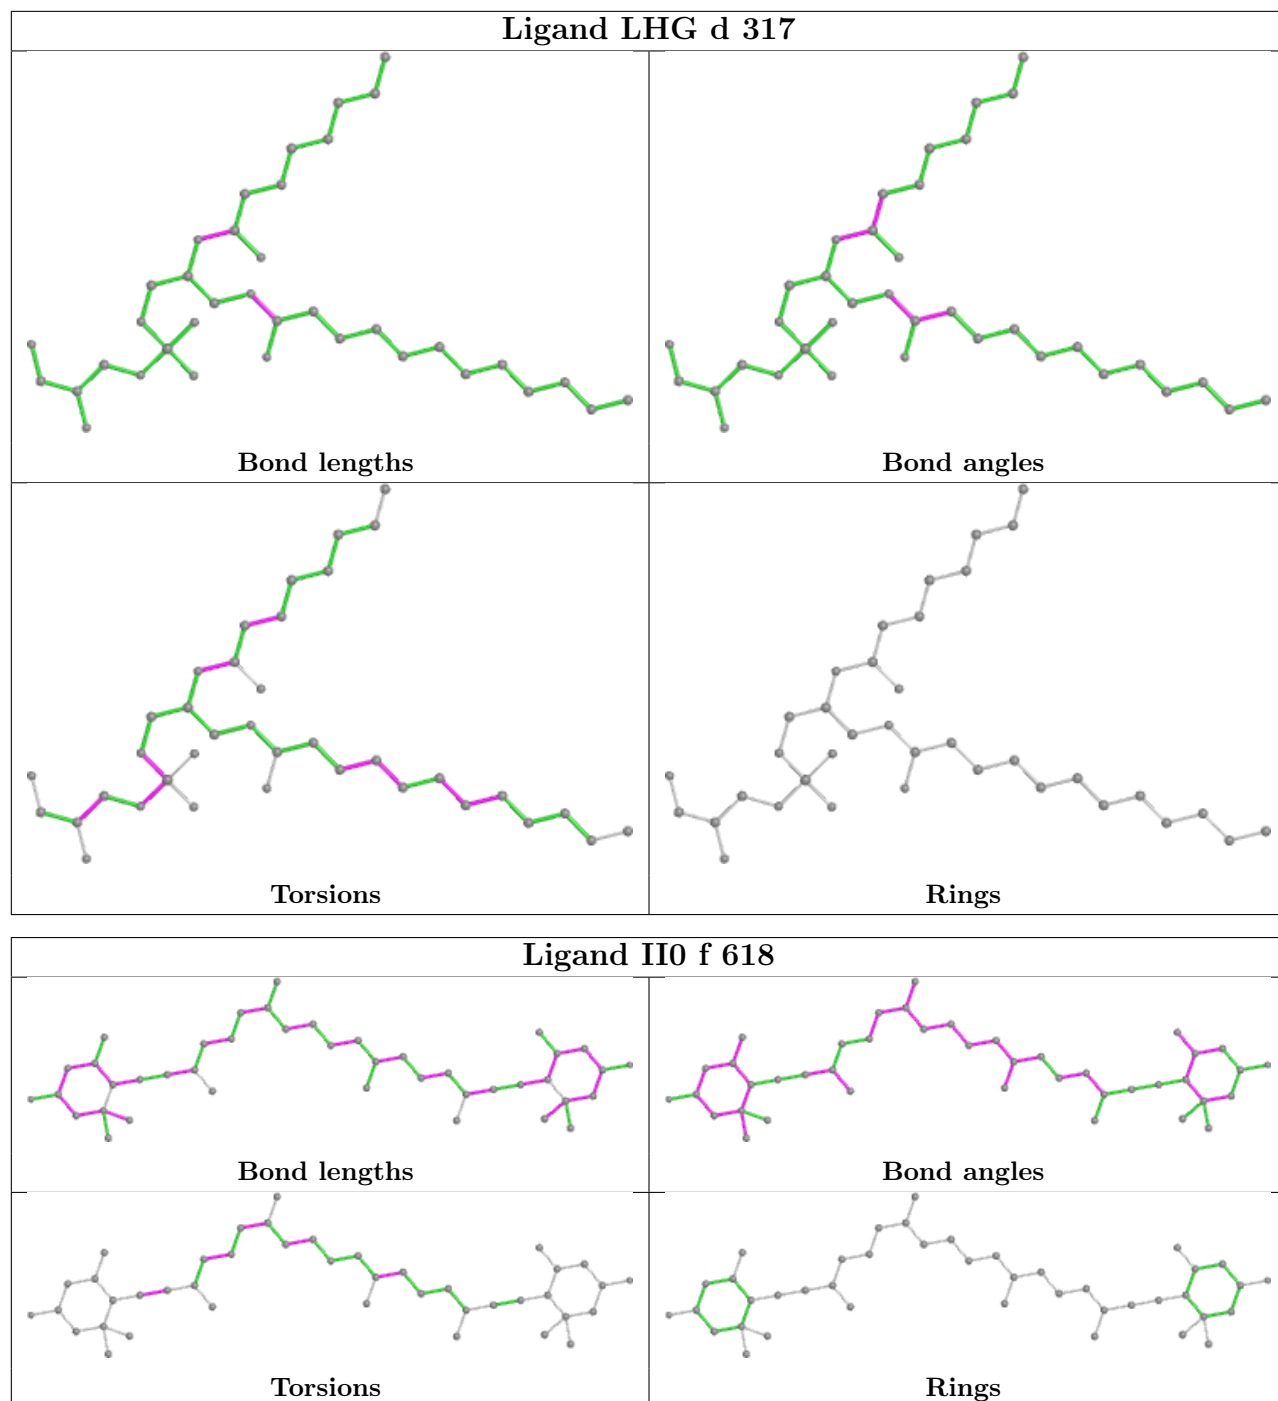 Ligand LHG d 317
Bond lengths
Bond angles
Torsions
Rings
Ligand II0 f 618
Bond lengths
Bond angles
Torsions
Rings